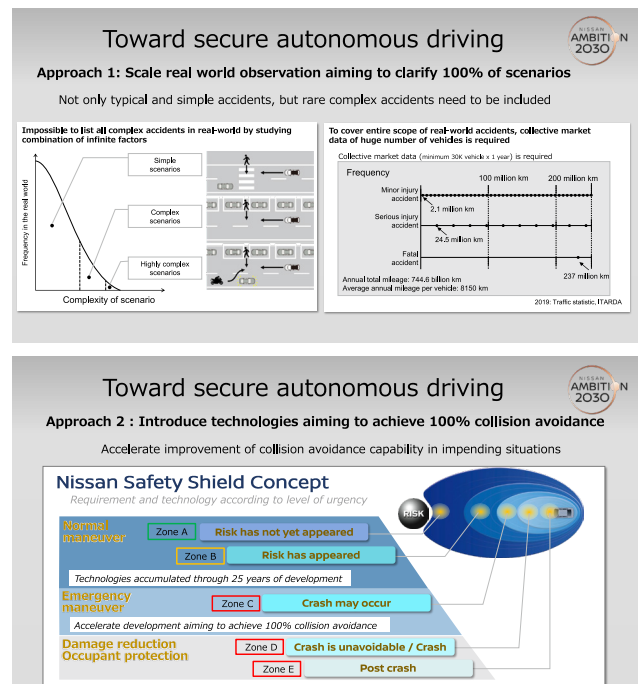 Toward secure autonomous driving
NISSAN
AMBITI N
2030
Approach 1: Scale real world observation aiming to clarify 100% of scenarios
Not only typical and simple accidents, but rare complex accidents need to be included
Impossible to list all complex accidents in real-world by studying
combination of infinite factors
Frequency in the real world
Simple
scenarios
Complex
scenarios
Highly complex
scenarios
Complexity of scenario
To cover entire scope of real-world accidents, collective market
data of huge number of vehicles is required
Collective market data (minimum 30K vehicle x 1 year) is required
Frequency
100 million km
200 million km
Minor injury
accident
2.1 million km
Serious injury
accident
24.5 million km
Fatal
accident
237 million km
Annual total mileage: 744.6 billion km
Average annual mileage per vehicle: 8150 km
2019: Traffic statistic, ITARDA
Toward secure autonomous driving
NISSAN
AMBITI N
2030
Approach 2 : Introduce technologies aiming to achieve 100% collision avoidance
Accelerate improvement of collision avoidance capability in impending situations
Nissan Safety Shield Concept
Requirement and technology according to level of urgency
RISK
Normal
maneuver
Zone A
Risk has not yet appeared
Zone B
Risk has appeared
Technologies accumulated through 25 years of development
Emergency
maneuver
Zone C
Crash may occur
Accelerate development aiming to achieve 100% collision avoidance
Damage reduction
Occupant protection
Zone D
Crash is unavoidable / Crash
Zone E
Post crash